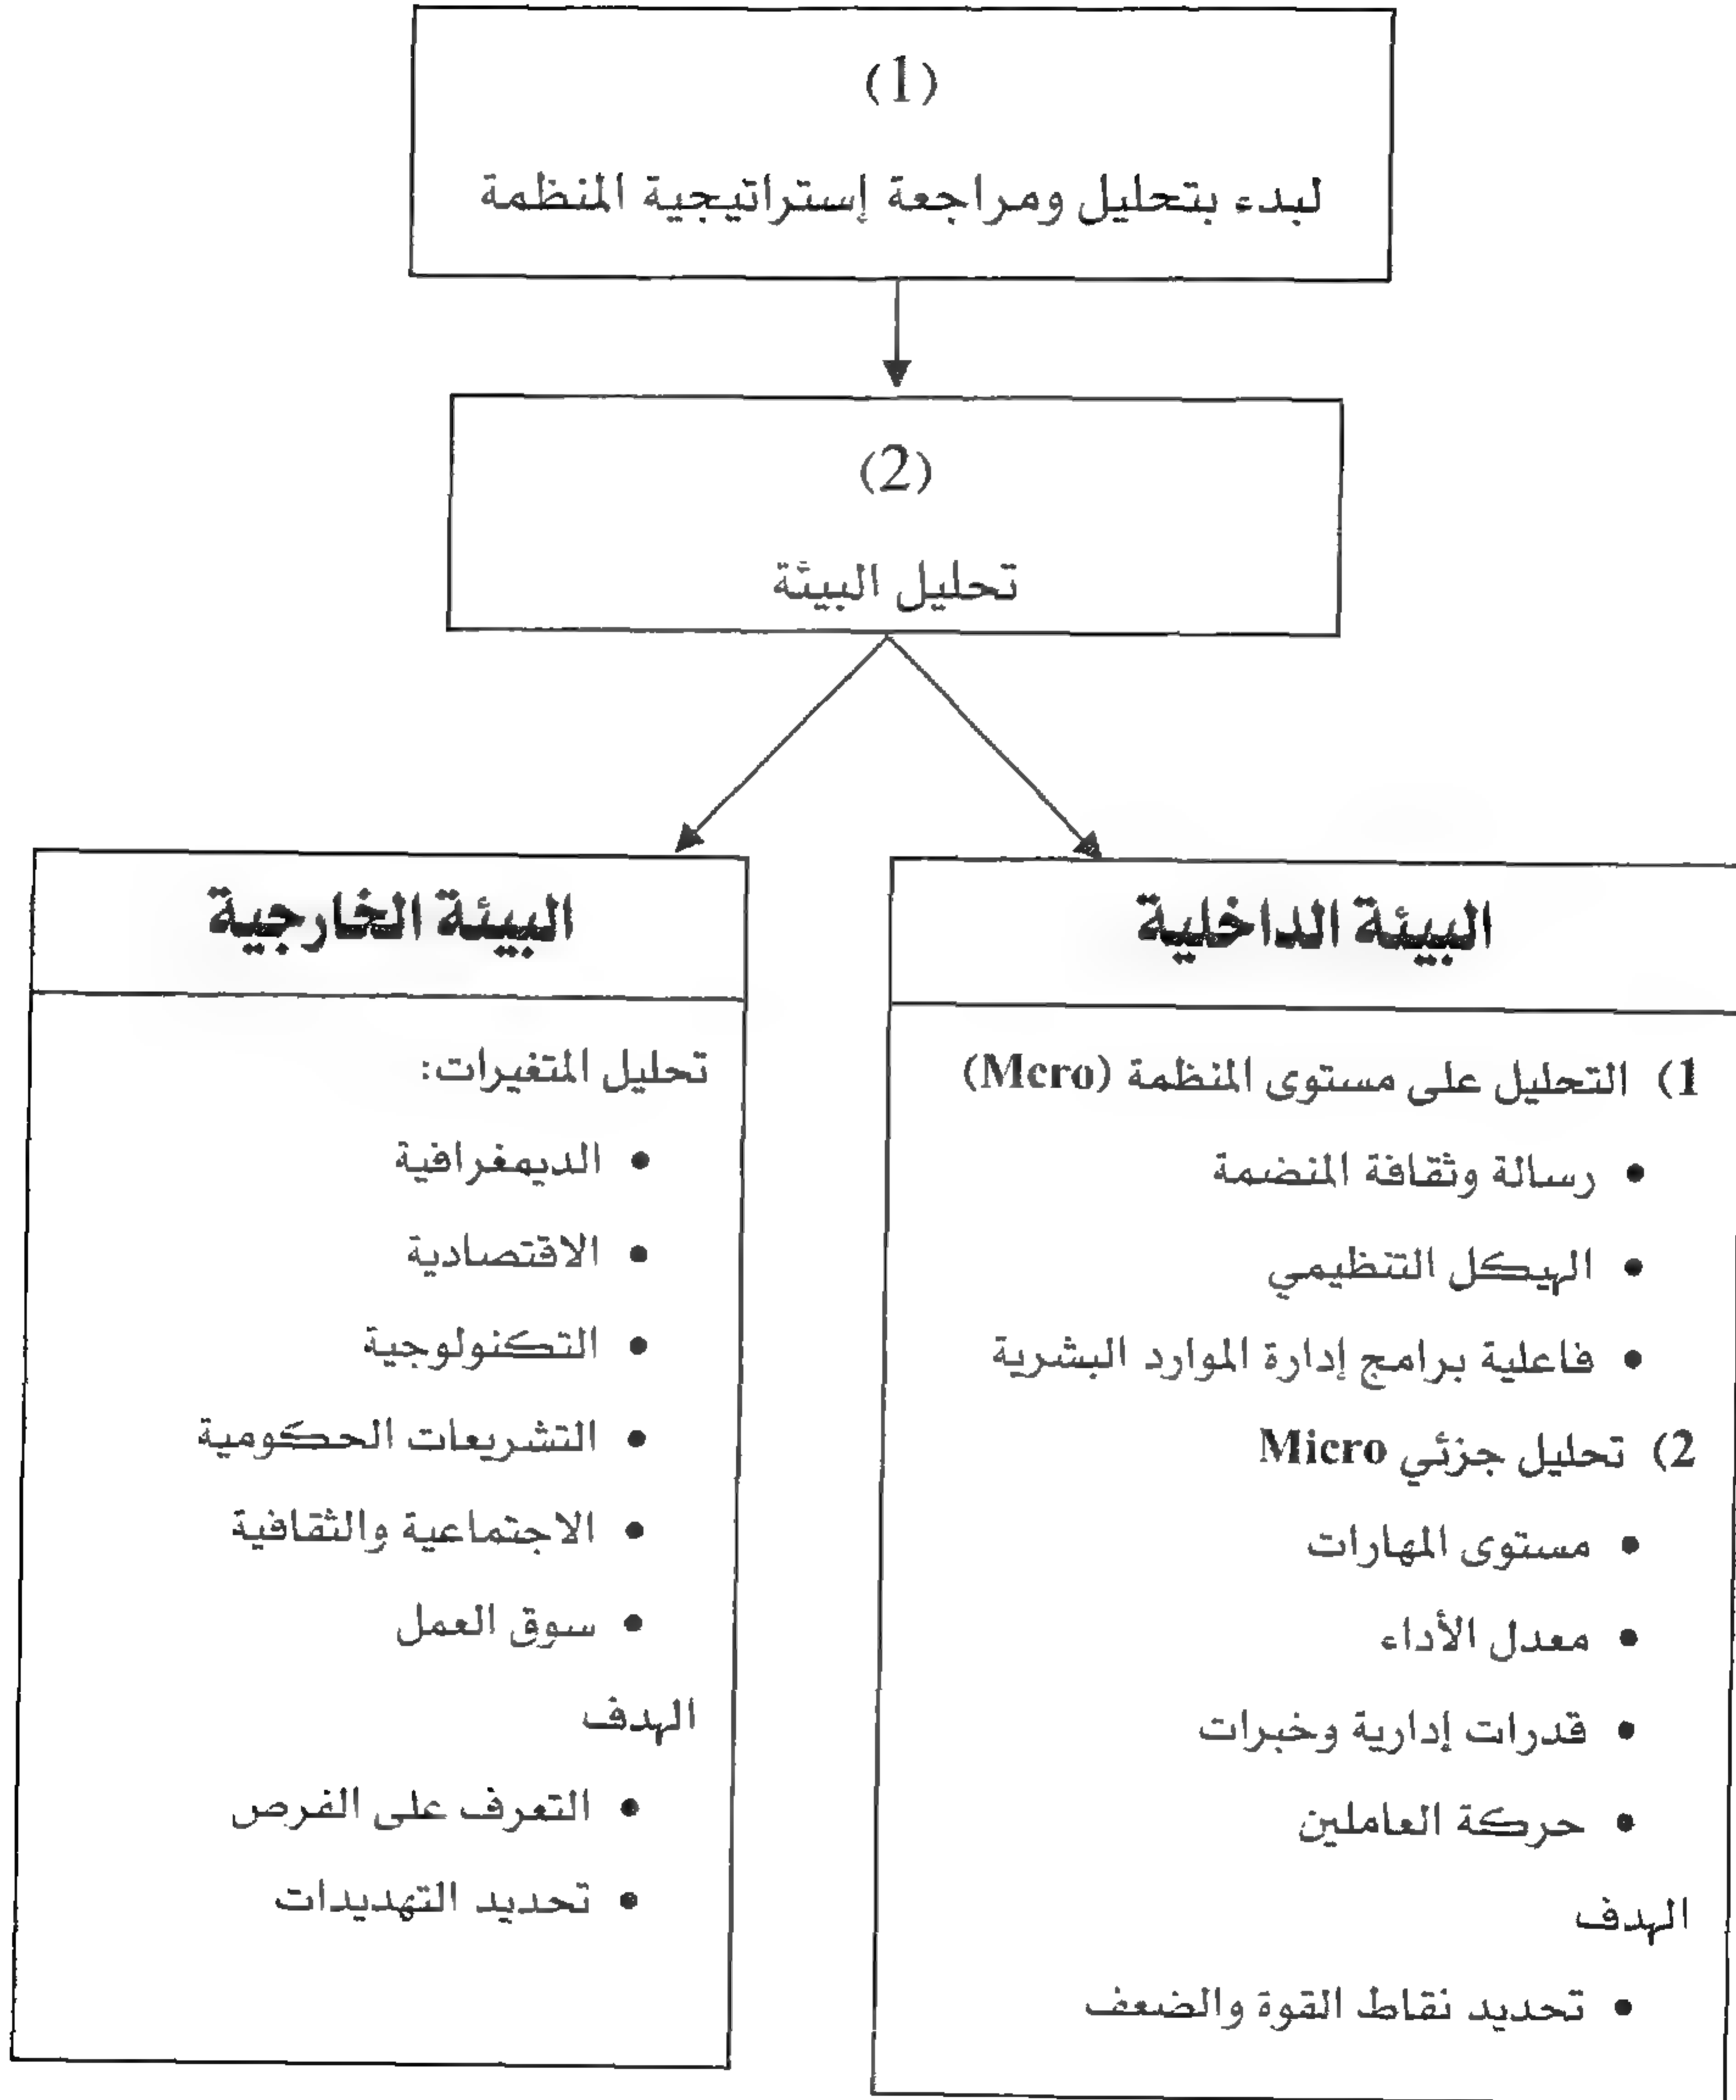 (1)
لبدء بتحليل ومراجعة إستراتيجية المنظمة
(2)
تحليل البيئة
البيئة الداخلية
1) التحليل على مستوى المنظمة (Mcro)
• رسالة وثقافة المنضمة
• الهيكل التنظيمي
• فاعلية برامج إدارة الموارد البشرية
2) تحليل جزئي Micro
• مستوى المهارات
• معدل الأداء
• قدرات إدارية وخبرات
• حركة العاملين
الهدف
• تحديد نقاط القوة والضعف
البيئة الخارجية
تحليل المتغيرات:
• الديمغرافية
• الاقتصادية
• التكنولوجية
• التشريعات الحكومية
• الاجتماعية والثقافية
• سوق العمل
الهدف
• التعرف على الفرص
• تحديد التهديدات